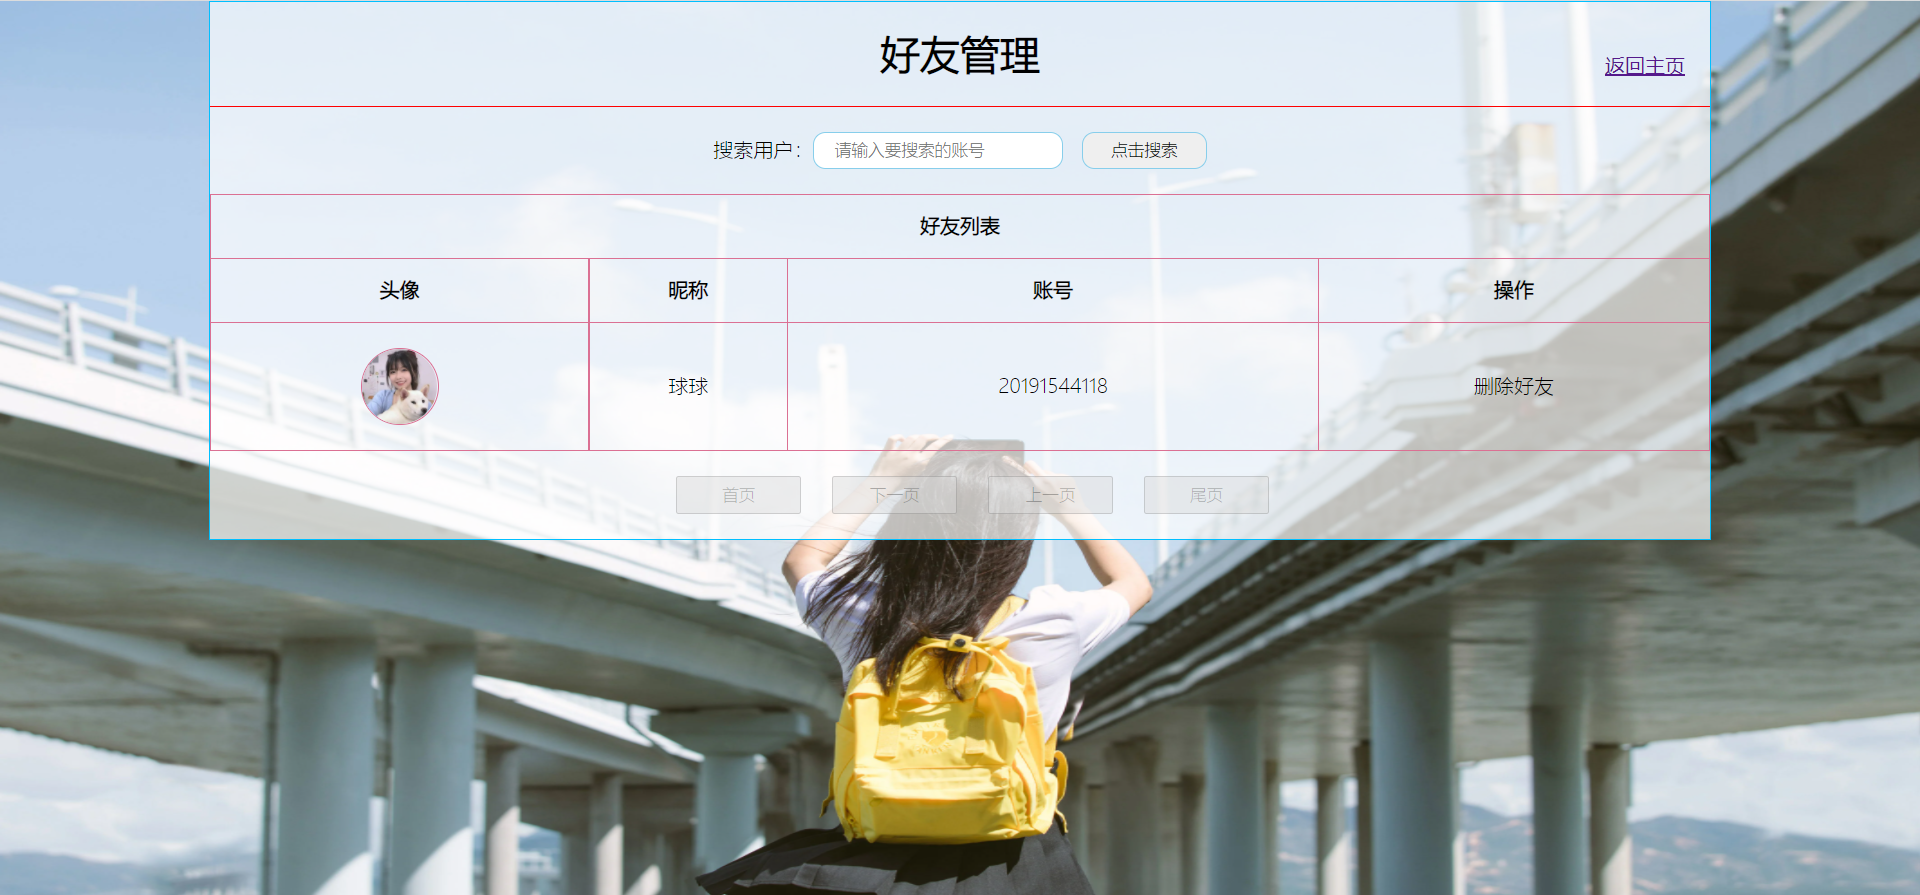 好友管理
返回主页
搜索用户： 请输入要搜索的账号 点击搜索
好友列表
头像 昵称 账号 操作
球球 20191544118 删除好友
首页 下一页 上一页 尾页